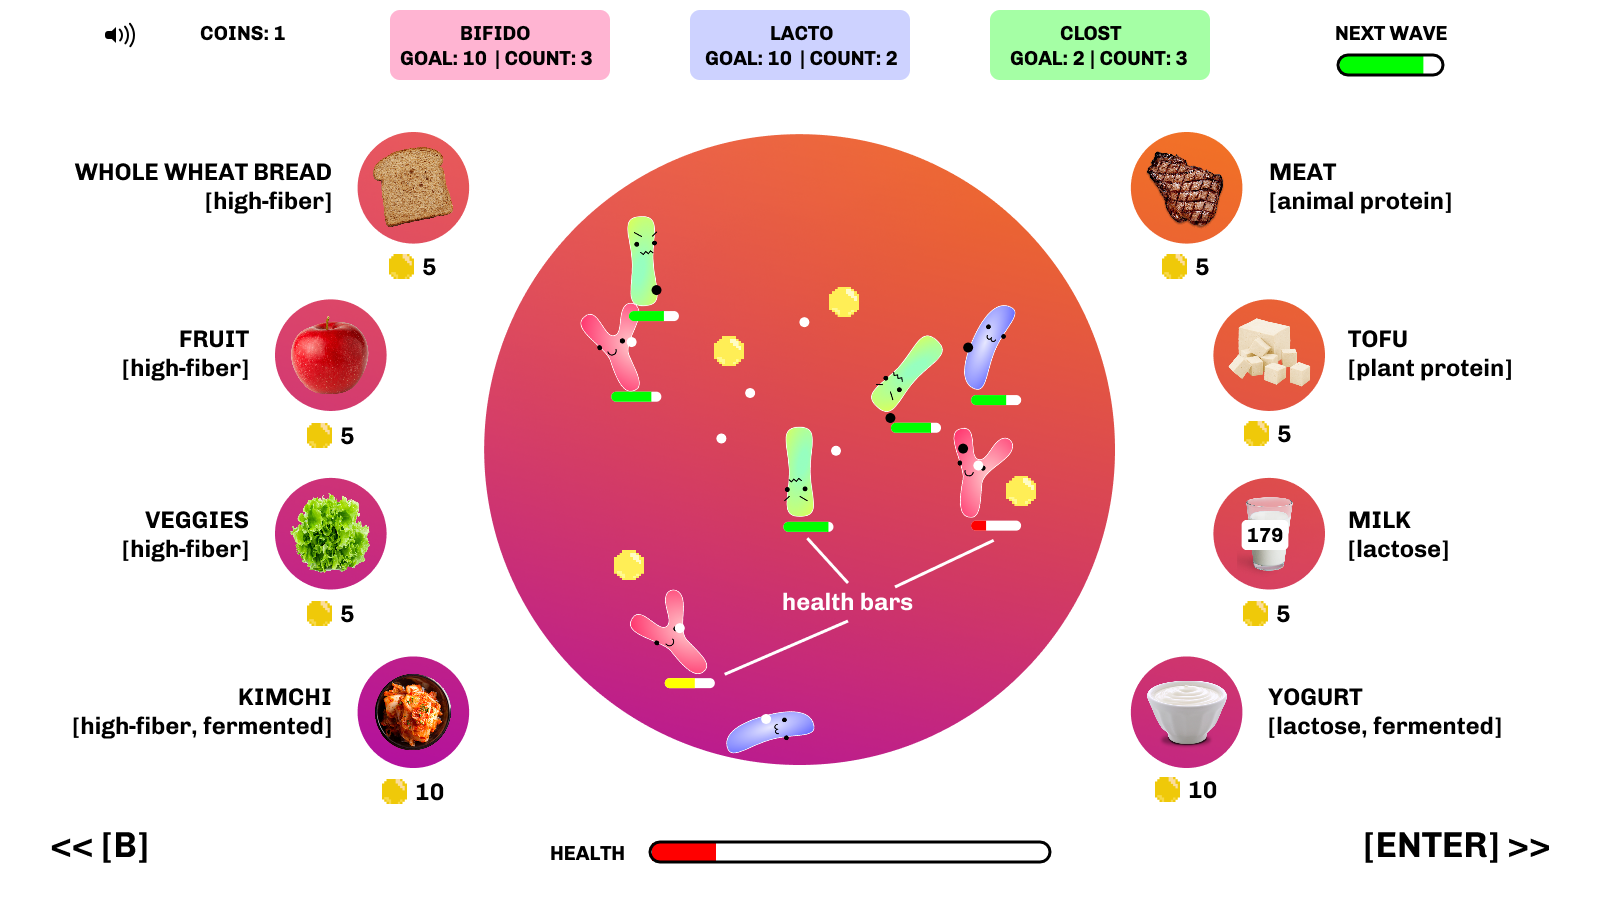 COINS: 1
BIFIDO
GOAL: 10 | COUNT: 3
LACTO
GOAL: 10 | COUNT: 2
CLOST
GOAL: 2 | COUNT: 3
NEXT WAVE
WHOLE WHEAT BREAD
[high-fiber]
5
FRUIT
[high-fiber]
5
VEGGIES
[high-fiber]
5
KIMCHI
[high-fiber, fermented]
10
health bars
MEAT
[animal protein]
5
TOFU
[plant protein]
5
179
MILK
[lactose]
5
YOGURT
[lactose, fermented]
10
<< [B]
HEALTH
[ENTER] >>